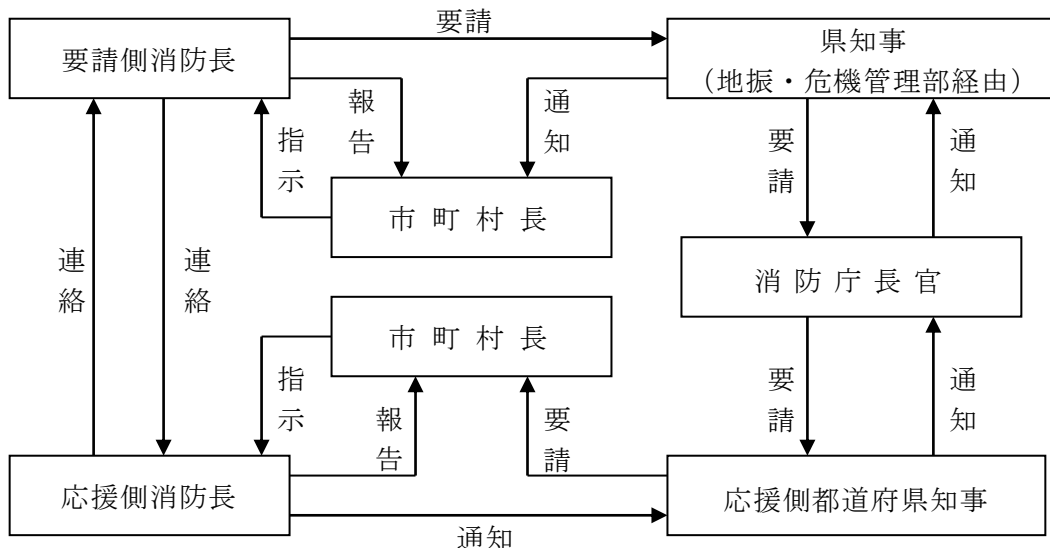 要請
要請側消防長
県知事
（地振・危機管理部経由）
報告
通知
指示
要請
通知
市町村長
連絡
連絡
消防庁長官
市町村長
指示
報告
要請
要請
通知
応援側消防長
応援側都道府県知事
通知